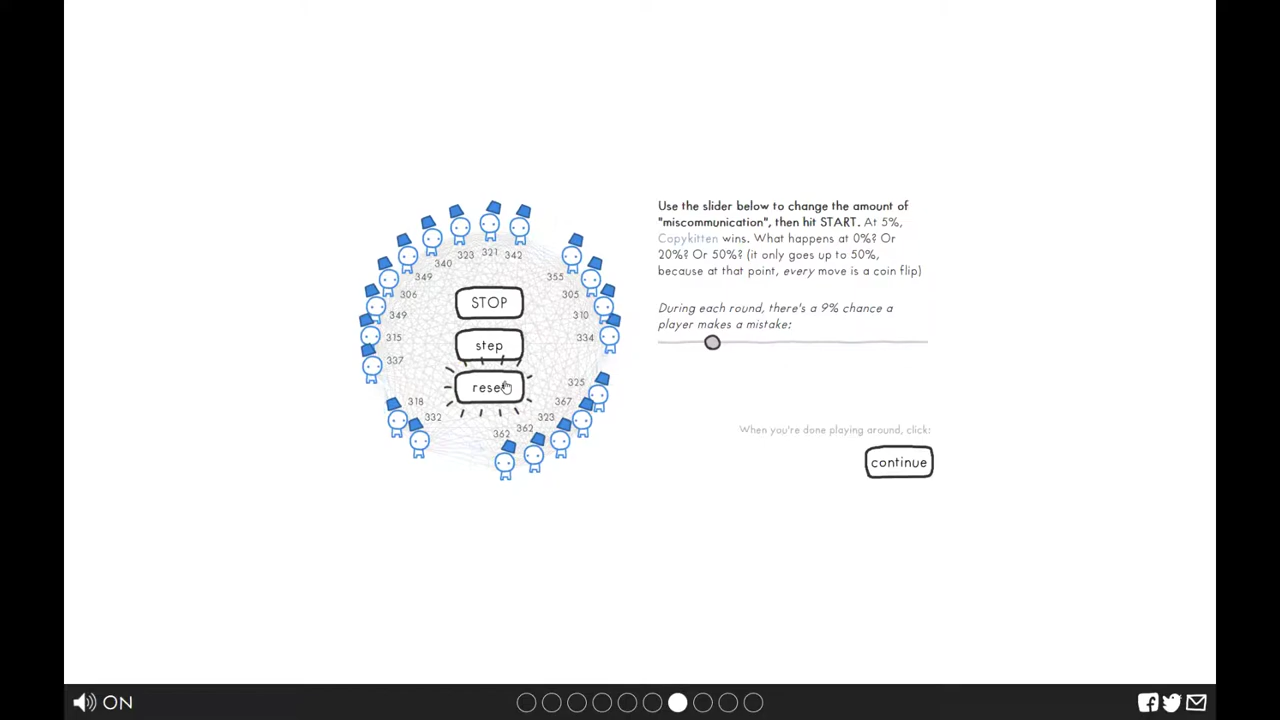 323 321 342
340
349
355
306
305
349
310
STOP
315
334
337
step
325
318
367
reset
332
323
362
362
Use the slider below to change the amount of
"miscommunication", then hit START. At 5%,
Copykitten wins. What happens at 0%? Or
20%? Or 50%? (it only goes up to 50%,
because at that point, every move is a coin flip)
During each round, there's a 9% chance a
player makes a mistake:
When you're done playing around, click:
continue
ON